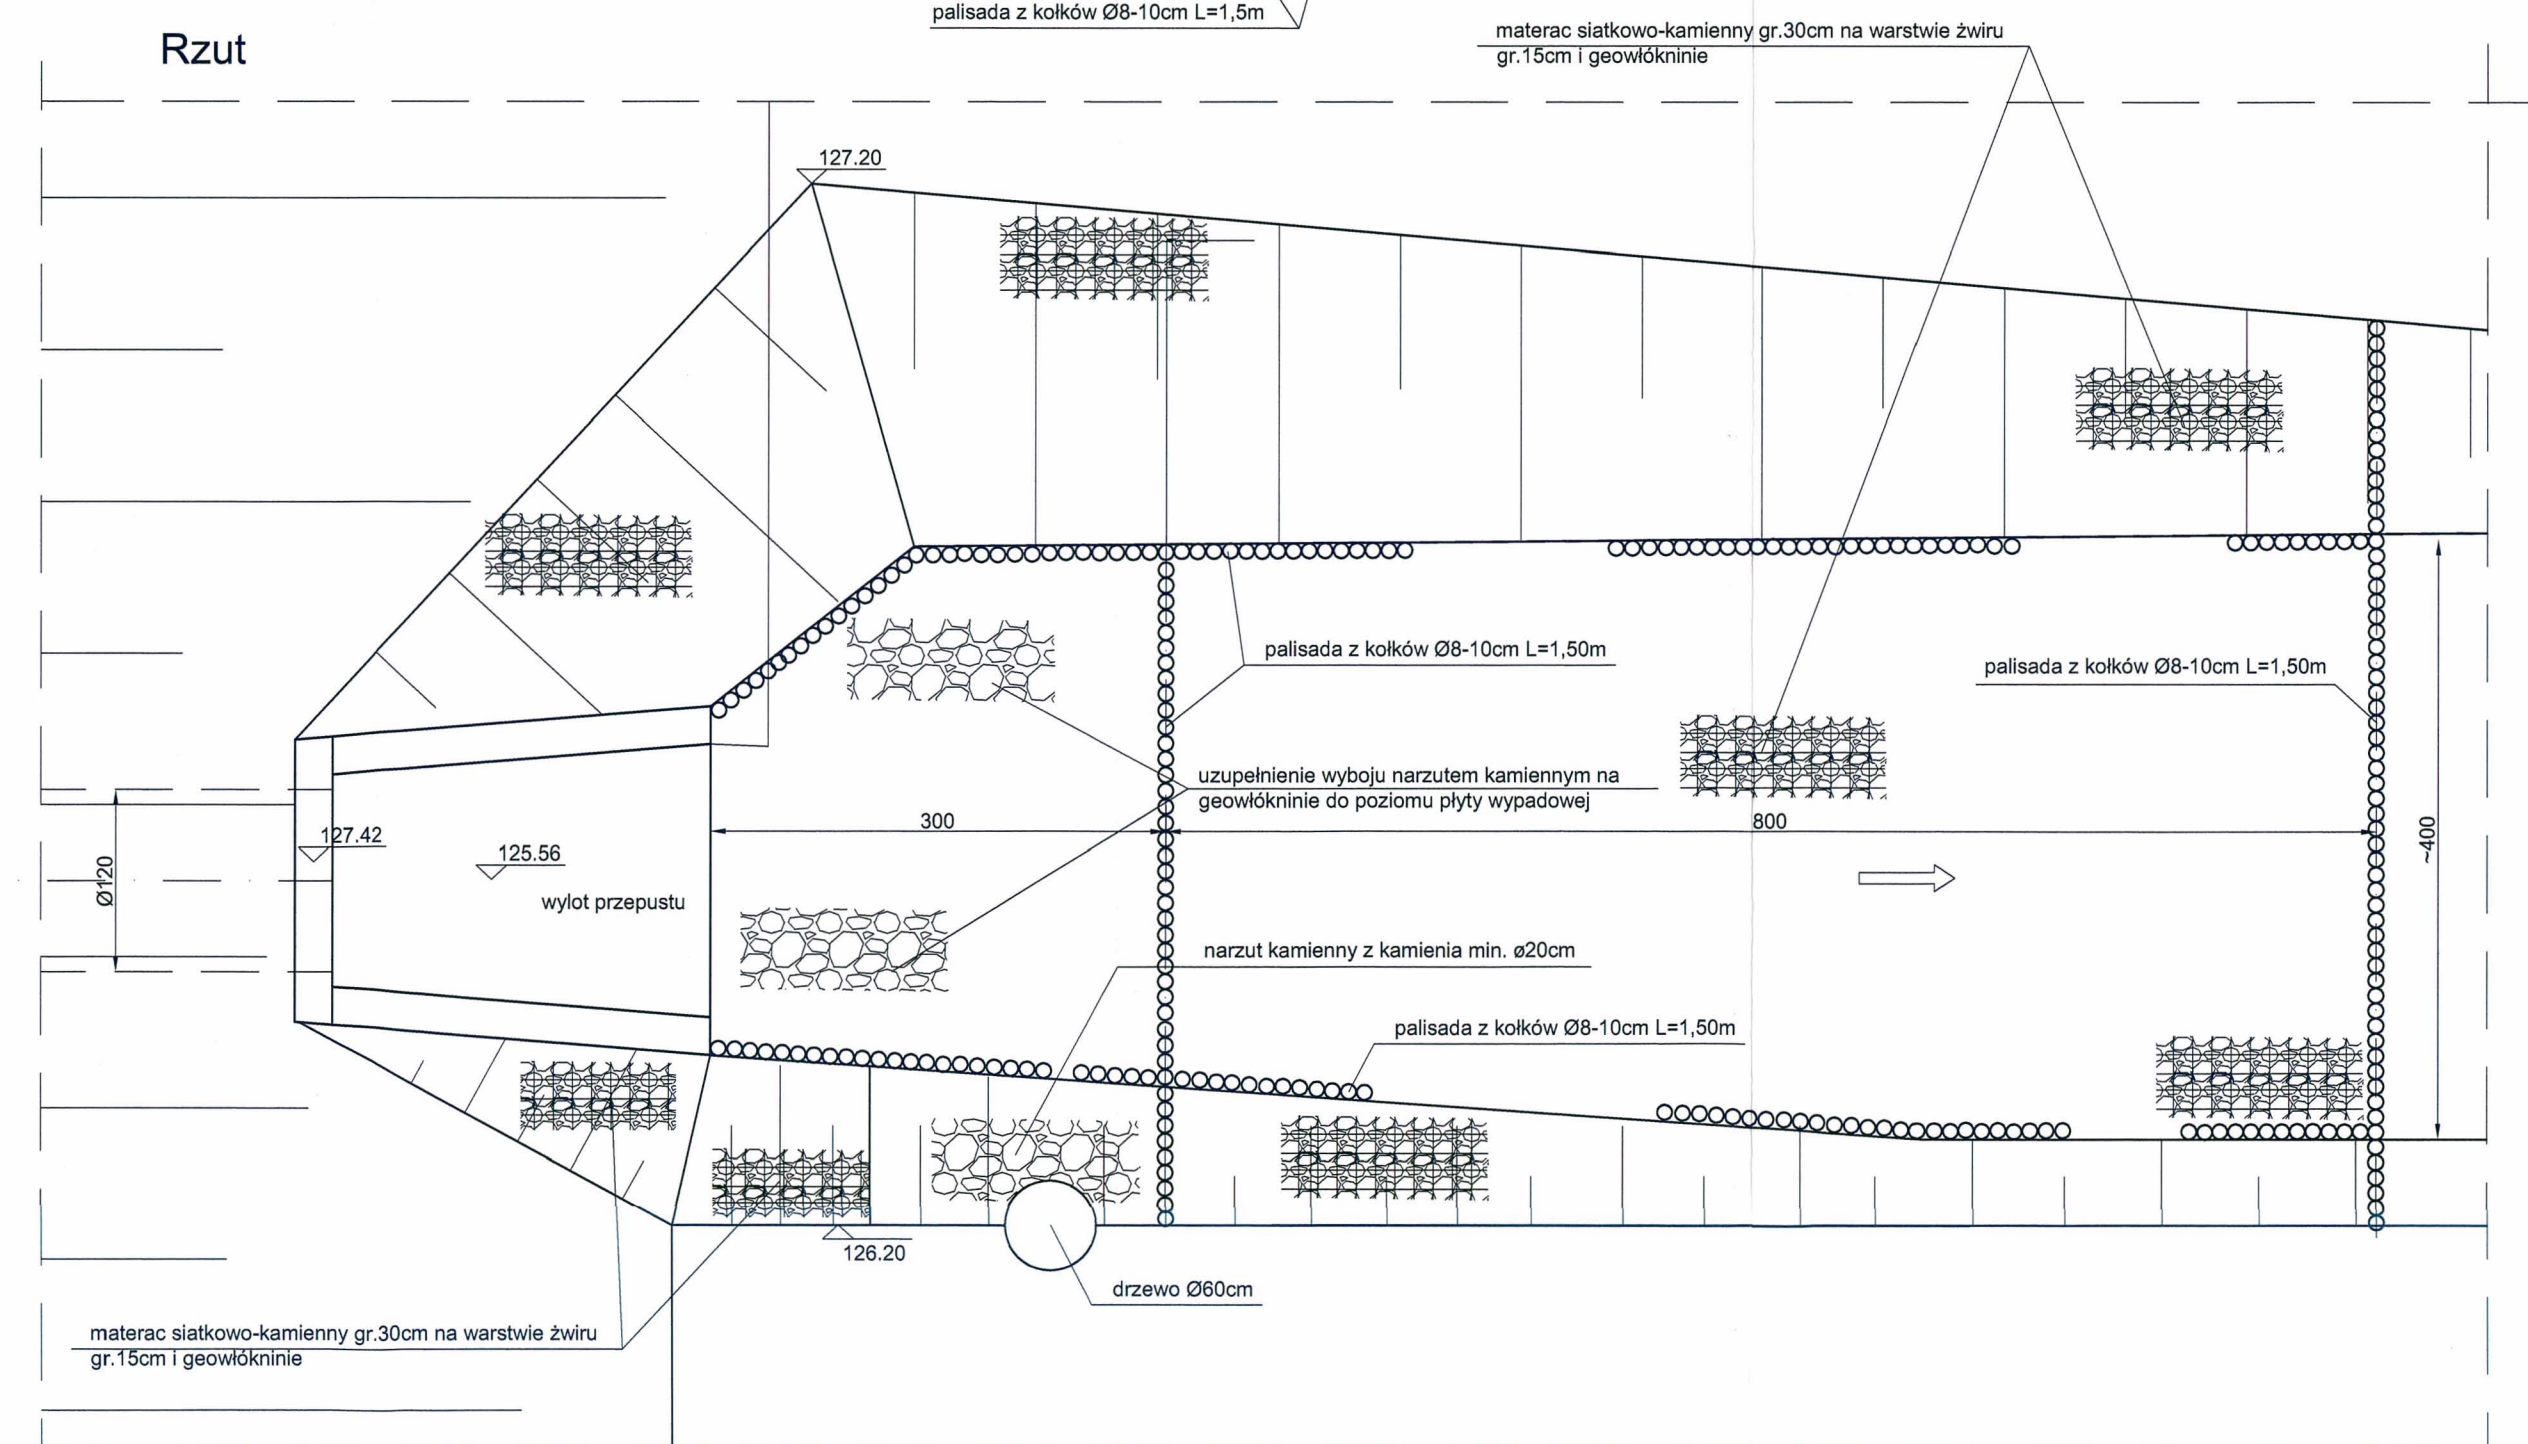 palisada z kołków Ø8-10cm L=1,5m
Rzut
materac siatkowo-kamienny gr.30cm na warstwie żwiru
gr.15cm i geowłókninie
127.20
palisada z kołków Ø8-10cm L=1,50m
palisada z kołków Ø8-10cm L=1,50m
uzupełnienie wyboju narzutem kamiennym na
geowłókninie do poziomu płyty wypadowej
300
800
~400
127.42
125.56
Ø120
wylot przepustu
narzut kamienny z kamienia min. ø20cm
palisada z kołków Ø8-10cm L=1,50m
126.20
drzewo Ø60cm
materac siatkowo-kamienny gr.30cm na warstwie żwiru
gr.15cm i geowłókninie